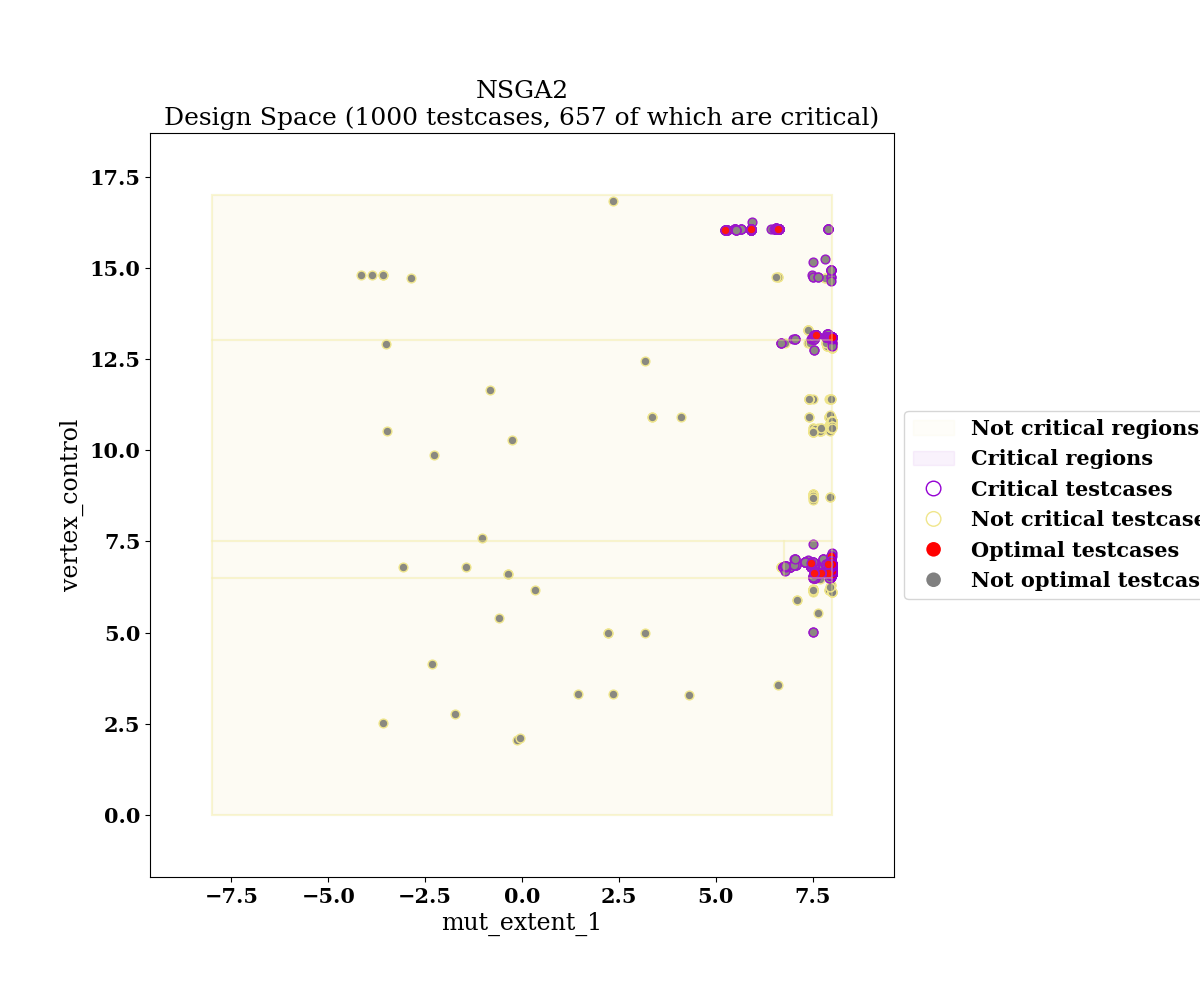 NSGA2
Design Space (1000 testcases, 657 of which are critical)
17.5
15.0
12.5
10.0
7.5
5.0
2.5
0.0
vertex_control
−7.5
−5.0
−2.5
0.0
2.5
5.0
7.5
mut_extent_1
Not critical regions
Critical regions
Critical testcases
Not critical testcase
Optimal testcases
Not optimal testcas